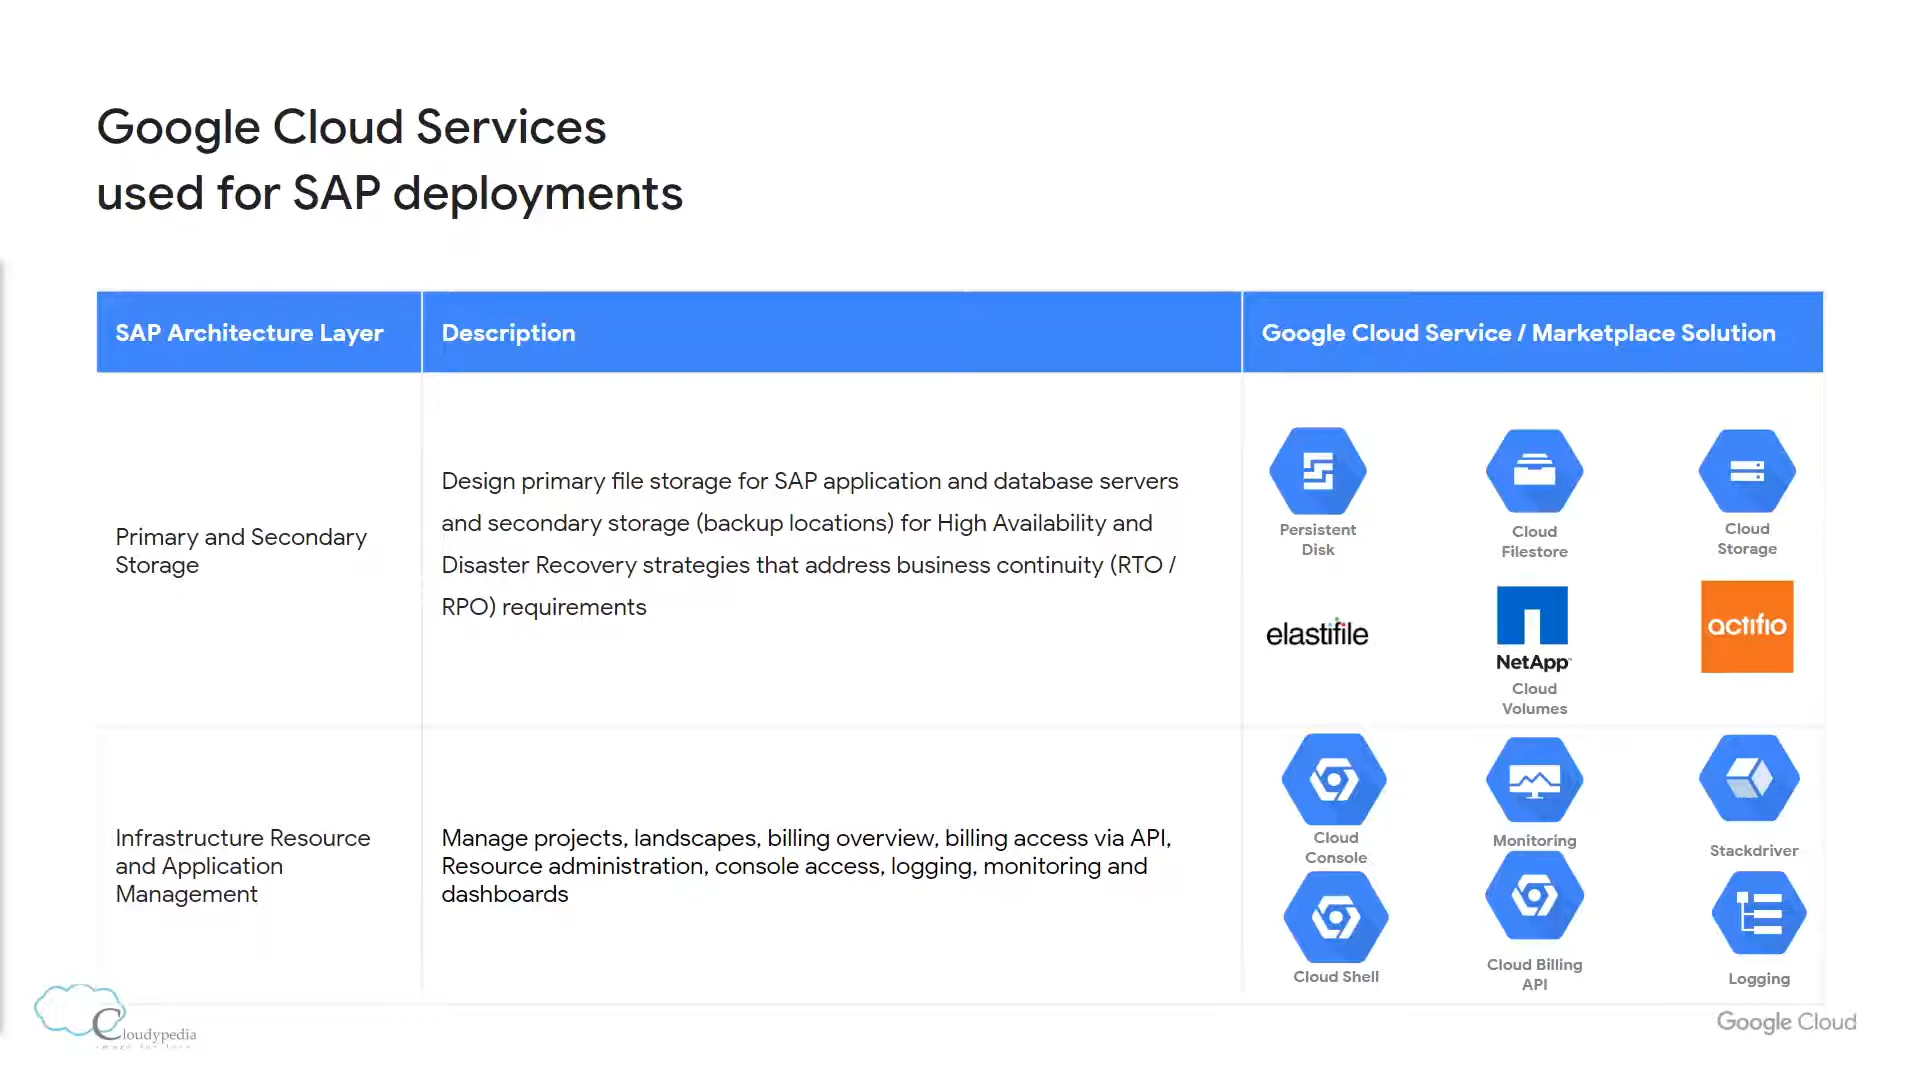 Google Cloud Services
used for SAP deployments
SAP Architecture Layer
Description
Google Cloud Service / Marketplace Solution
Primary and Secondary
Storage
Design primary file storage for SAP application and database servers
and secondary storage (backup locations) for High Availability and
Disaster Recovery strategies that address business continuity (RTO /
RPO) requirements
Persistent
Disk
Cloud
Filestore
Cloud
Storage
elastifile
NetApp™
Cloud
Volumes
actifio
Infrastructure Resource
and Application
Management
Manage projects, landscapes, billing overview, billing access via API,
Resource administration, console access, logging, monitoring and
dashboards
Cloud
Console
Monitoring
Stackdriver
Cloud Shell
Cloud Billing
API
Logging
Cloudypedia
Google Cloud